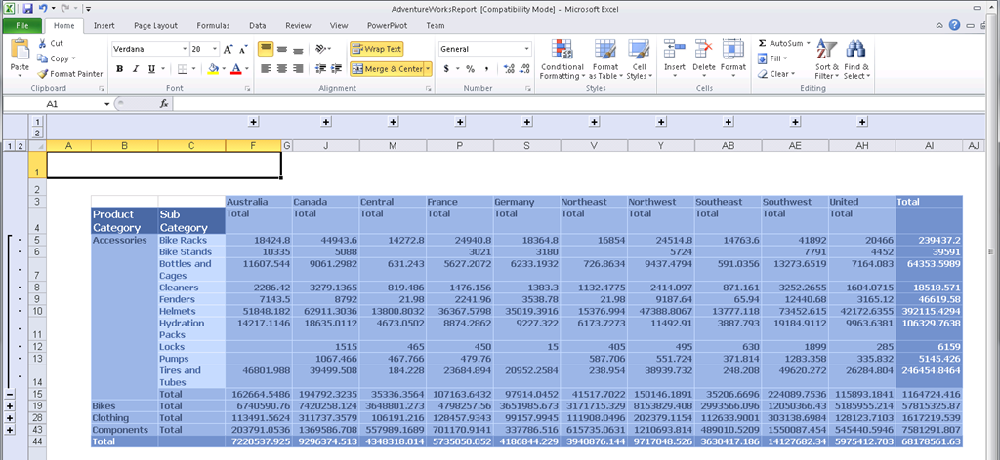 AdventureWorksReport [Compatibility Mode] - Microsoft Excel
File Home Insert Page Layout Formulas Data Review View PowerPivot Team
Cut Verdana 20 Wrap Text General Σ AutoSum
Copy Fill
Paste Format Painter B I U Merge & Center $ % , Conditional Formatting Format as Table Cell Styles Insert Delete Format Clear Sort & Filter Find & Select
Clipboard Font Alignment Number Styles Cells Editing
A1 fx
1
2
1 2 A B C F G J M P S V Y AB AE AH AI AJ
1
2
3 Australia Canada Central France Germany Northeast Northwest Southeast Southwest United Total
4 Product Category Sub Category Total Total Total Total Total Total Total Total Total Total
5 Accessories Bike Racks 18424.8 44943.6 14272.8 24940.8 18364.8 16854 24514.8 14763.6 41892 20466 239437.2
6 Bike Stands 10335 5088 3021 3180 5724 7791 4452 39591
7 Bottles and Cages 11607.544 9061.2982 631.243 5627.2072 6233.1932 726.8634 9437.4794 591.0356 13273.6519 7164.083 64353.5989
8 Cleaners 2286.42 3279.1365 819.486 1476.156 1383.3 1132.4775 2414.097 871.161 3252.2655 1604.0715 18518.571
9 Fenders 7143.5 8792 21.98 2241.96 3538.78 21.98 9187.64 65.94 12440.68 3165.12 46619.58
10 Helmets 51848.182 62911.3036 13800.8032 36367.5798 35019.3916 15376.994 47388.8067 13777.118 73452.615 42172.6355 392115.4294
11 Hydration Packs 14217.1146 18635.0112 4673.0502 8874.2862 9227.322 6173.7273 11492.91 3887.793 19184.9112 9963.6381 106329.7638
12 Locks 1515 465 450 15 405 495 630 1899 285 6159
13 Pumps 1067.466 467.766 479.76 587.706 551.724 371.814 1283.358 335.832 5145.426
14 Tires and Tubes 46801.988 39499.508 184.228 23684.894 20952.2584 238.954 38939.732 248.208 49620.272 26284.804 246454.8464
15 Total 162664.5486 194792.3235 35336.3564 107163.6432 97914.0452 41517.7022 150146.1891 35206.6696 224089.7536 115893.1841 1164724.416
19 Bikes Total 6740590.76 7420258.124 3648801.273 4798257.56 3651985.673 3171715.329 8153829.408 2993566.096 12050366.43 5185955.214 57815325.87
28 Clothing Total 113491.5624 311737.3579 106191.216 128457.9343 99157.9945 111908.0496 202379.1154 112633.9001 303138.6984 128123.7103 1617219.539
43 Components Total 203791.0536 1369586.708 557989.1689 701170.9141 337786.516 615735.0631 1210693.814 489010.5209 1550087.454 545440.5946 7581291.807
44 Total 7220537.925 9296374.513 4348318.014 5735050.052 4186844.229 3940876.144 9717048.526 3630417.186 14127682.34 5975412.703 68178561.63